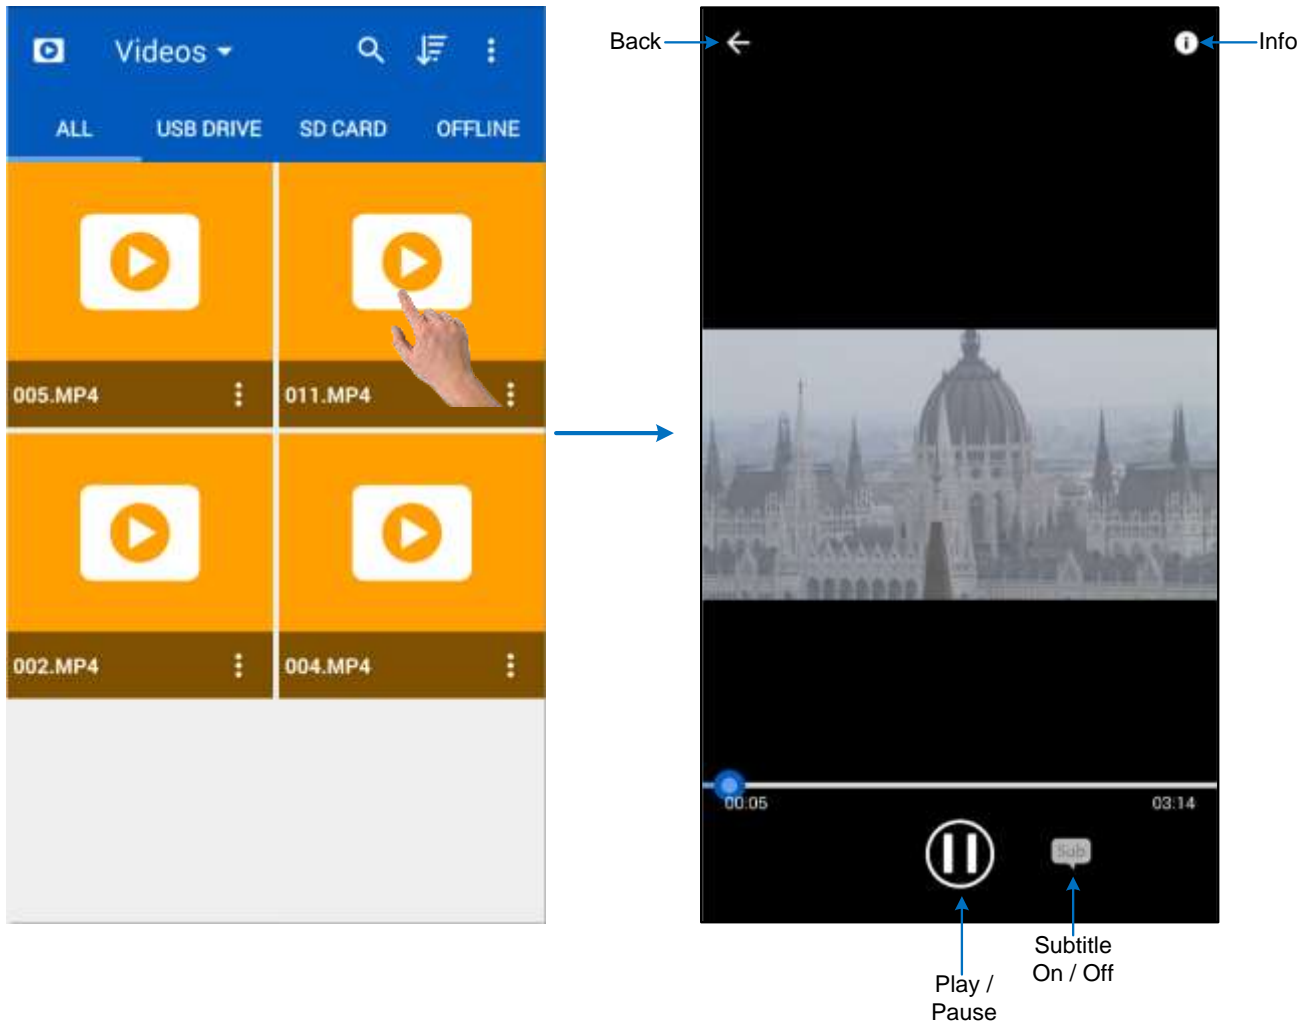 Videos
ALL USB DRIVE SD CARD OFFLINE
005.MP4 011.MP4
002.MP4 004.MP4
Back
Info
00:05 03:14
Sub
Subtitle
On / Off
Play /
Pause